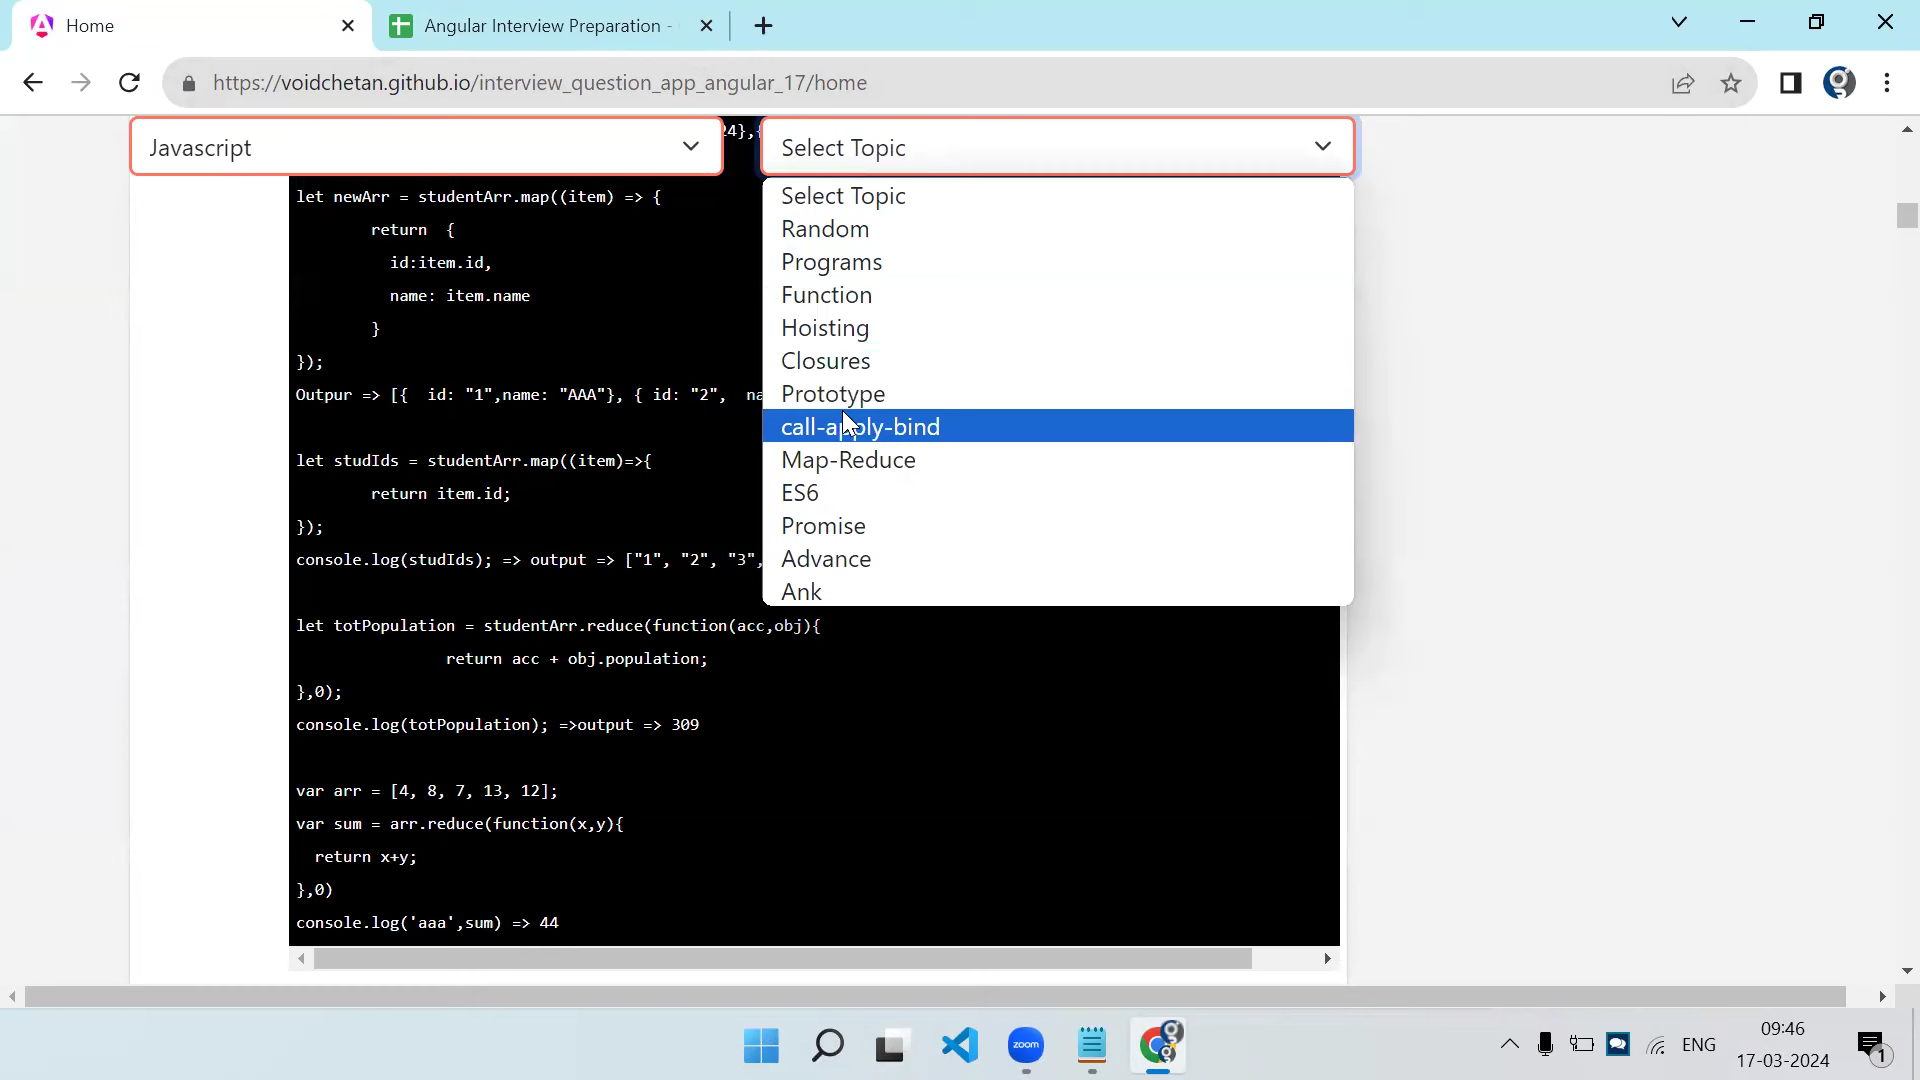 Home
Angular Interview Preparation -
https://voidchetan.github.io/interview_question_app_angular_17/home
Javascript
24},{
Select Topic
Select Topic
Random
Programs
Function
Hoisting
Closures
Prototype
call-apply-bind
Map-Reduce
ES6
Promise
Advance
Ank
let newArr = studentArr.map((item) => {
return {
id:item.id,
name: item.name
}
});
Outpur => [{ id: "1",name: "AAA"}, { id: "2", na
let studIds = studentArr.map((item)=>{
return item.id;
});
console.log(studIds); => output => ["1", "2", "3",
let totPopulation = studentArr.reduce(function(acc,obj){
return acc + obj.population;
},0);
console.log(totPopulation); =>output => 309
var arr = [4, 8, 7, 13, 12];
var sum = arr.reduce(function(x,y){
return x+y;
},0)
console.log('aaa',sum) => 44
zoom
ENG
09:46
17-03-2024
1